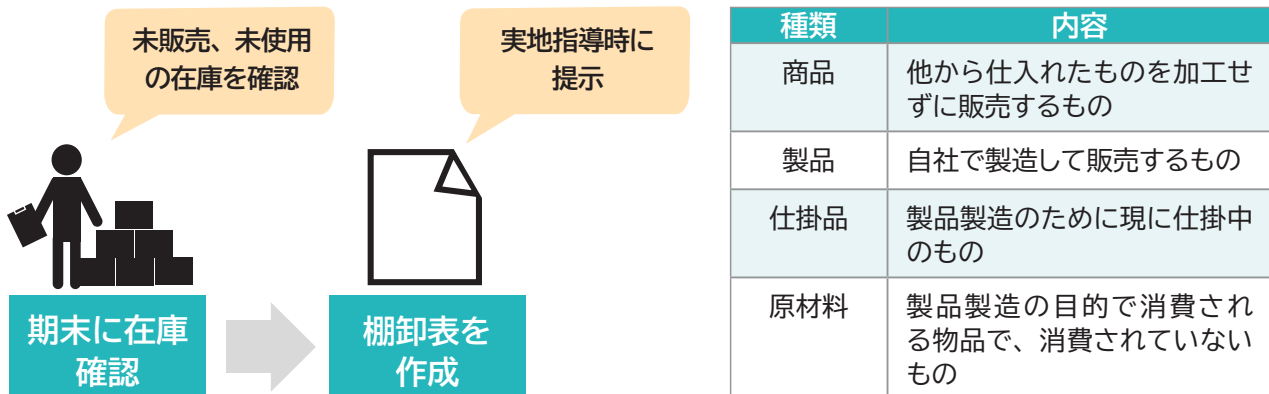 未販売、未使用
の在庫を確認
実地指導時に
提示
期末に在庫
確認
棚卸表を
作成
種類 内容
商品 他から仕入れたものを加工せ
ずに販売するもの
製品 自社で製造して販売するもの
仕掛品 製品製造のために現に仕掛中
のもの
原材料 製品製造の目的で消費され
る物品で、消費されていない
もの